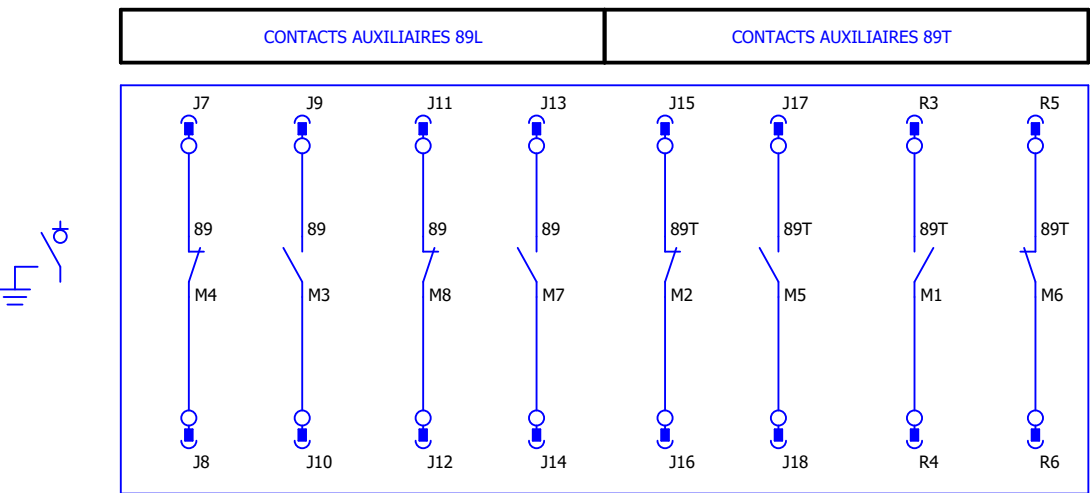 CONTACTS AUXILIAIRES 89L CONTACTS AUXILIAIRES 89T
J7 J9 J11 J13 J15 J17 R3 R5
89 89 89 89 89T 89T 89T 89T
M4 M3 M8 M7 M2 M5 M1 M6
J8 J10 J12 J14 J16 J18 R4 R6